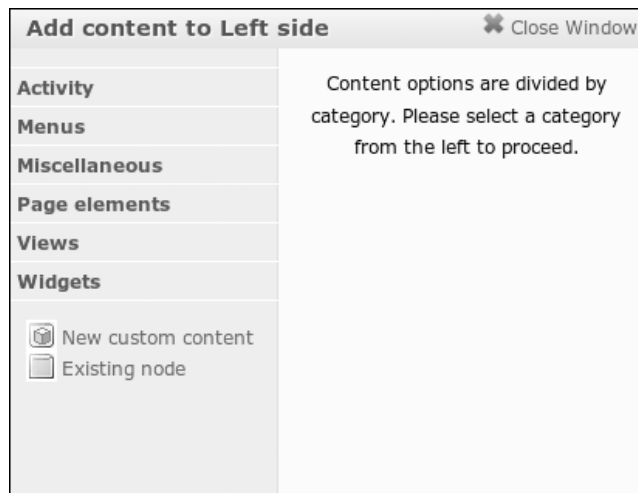 Add content to Left side
Close Window
Activity
Menus
Miscellaneous
Page elements
Views
Widgets
New custom content
Existing node
Content options are divided by
category. Please select a category
from the left to proceed.